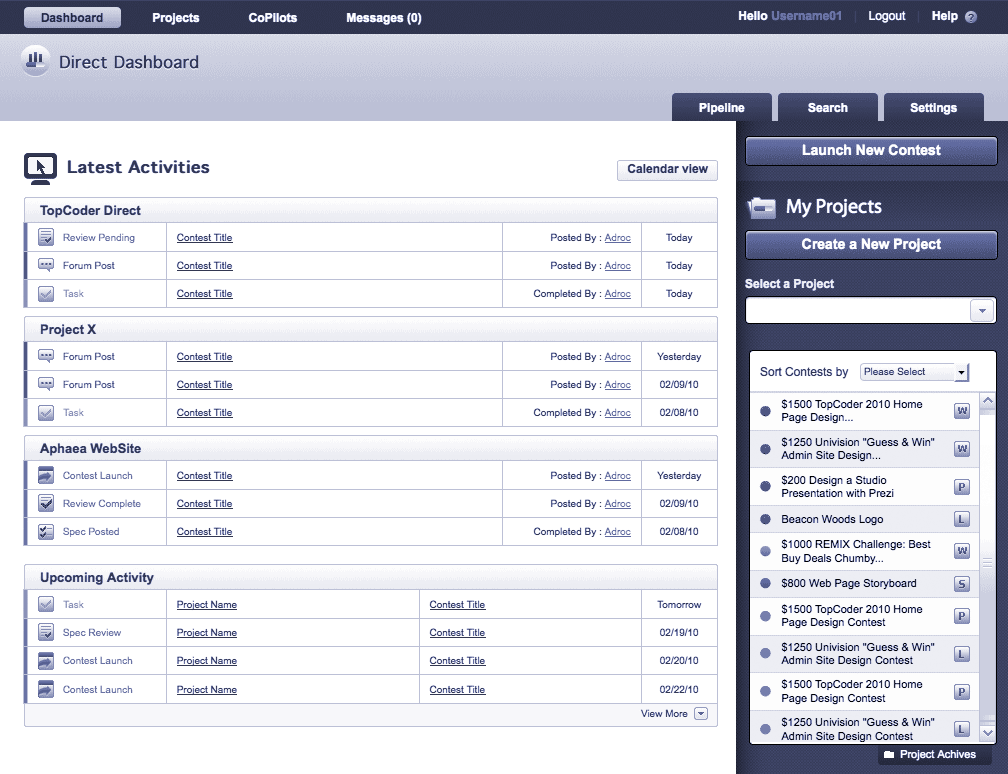 Dashboard Projects CoPilots Messages (0) Hello Username01 Logout Help ?
Direct Dashboard
Pipeline Search Settings
Latest Activities
Calendar view
TopCoder Direct
Review Pending Contest Title Posted By : Adroc Today
Forum Post Contest Title Posted By : Adroc Today
Task Contest Title Completed By : Adroc Today
Project X
Forum Post Contest Title Posted By : Adroc Yesterday
Forum Post Contest Title Posted By : Adroc 02/09/10
Task Contest Title Completed By : Adroc 02/08/10
Aphaea WebSite
Contest Launch Contest Title Posted By : Adroc Yesterday
Review Complete Contest Title Posted By : Adroc 02/09/10
Spec Posted Contest Title Completed By : Adroc 02/08/10
Upcoming Activity
Task Project Name Contest Title Tomorrow
Spec Review Project Name Contest Title 02/19/10
Contest Launch Project Name Contest Title 02/20/10
Contest Launch Project Name Contest Title 02/22/10
View More
Launch New Contest
My Projects
Create a New Project
Select a Project
Sort Contests by Please Select
$1500 TopCoder 2010 Home
Page Design... W
$1250 Univision "Guess & Win"
Admin Site Design... W
$200 Design a Studio
Presentation with Prezi P
Beacon Woods Logo L
$1000 REMIX Challenge: Best
Buy Deals Chumby... W
$800 Web Page Storyboard S
$1500 TopCoder 2010 Home
Page Design Contest P
$1250 Univision "Guess & Win"
Admin Site Design Contest L
$1500 TopCoder 2010 Home
Page Design Contest P
$1250 Univision "Guess & Win"
Admin Site Design Contest L
Project Achives